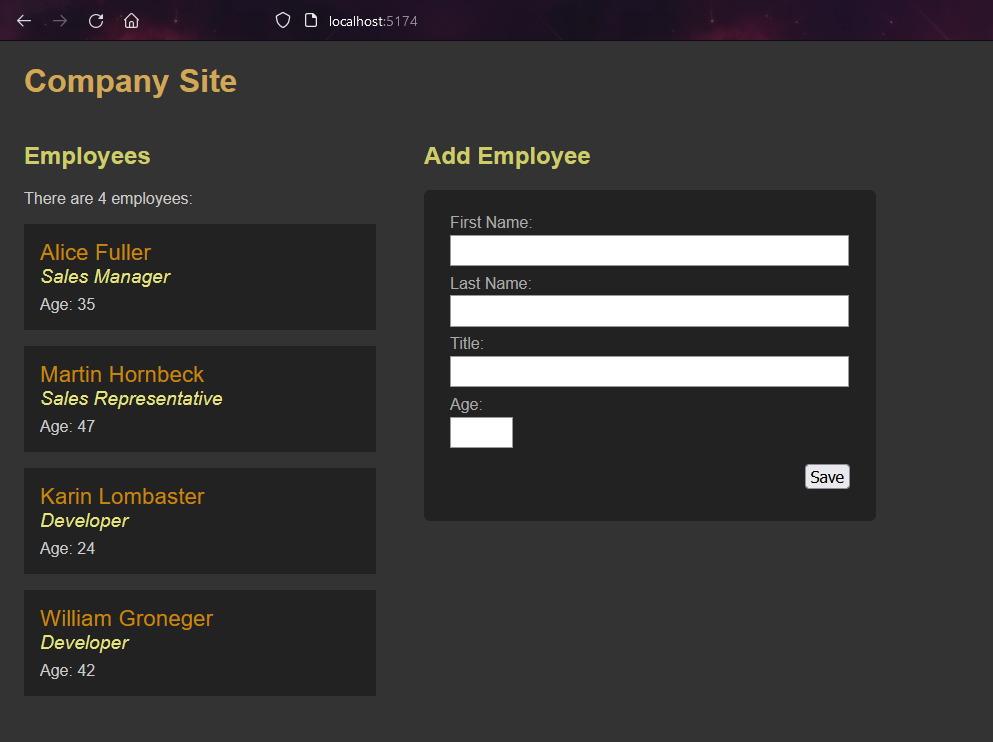 localhost:5174
Company Site
Employees
There are 4 employees:
Alice Fuller
Sales Manager
Age: 35
Martin Hornbeck
Sales Representative
Age: 47
Karin Lombaster
Developer
Age: 24
William Groneger
Developer
Age: 42
Add Employee
First Name:
Last Name:
Title:
Age:
Save